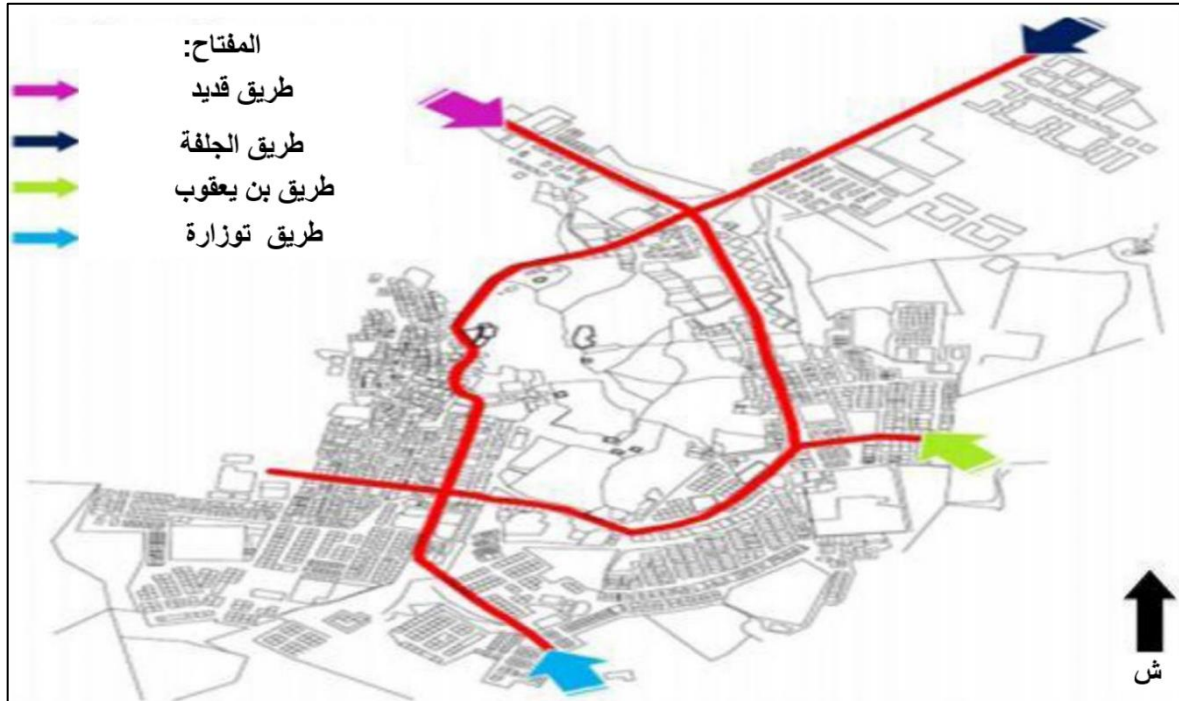 المفتاح:
طريق قديد
طريق الجلفة
طريق بن يعقوب
طريق توزارة
ش